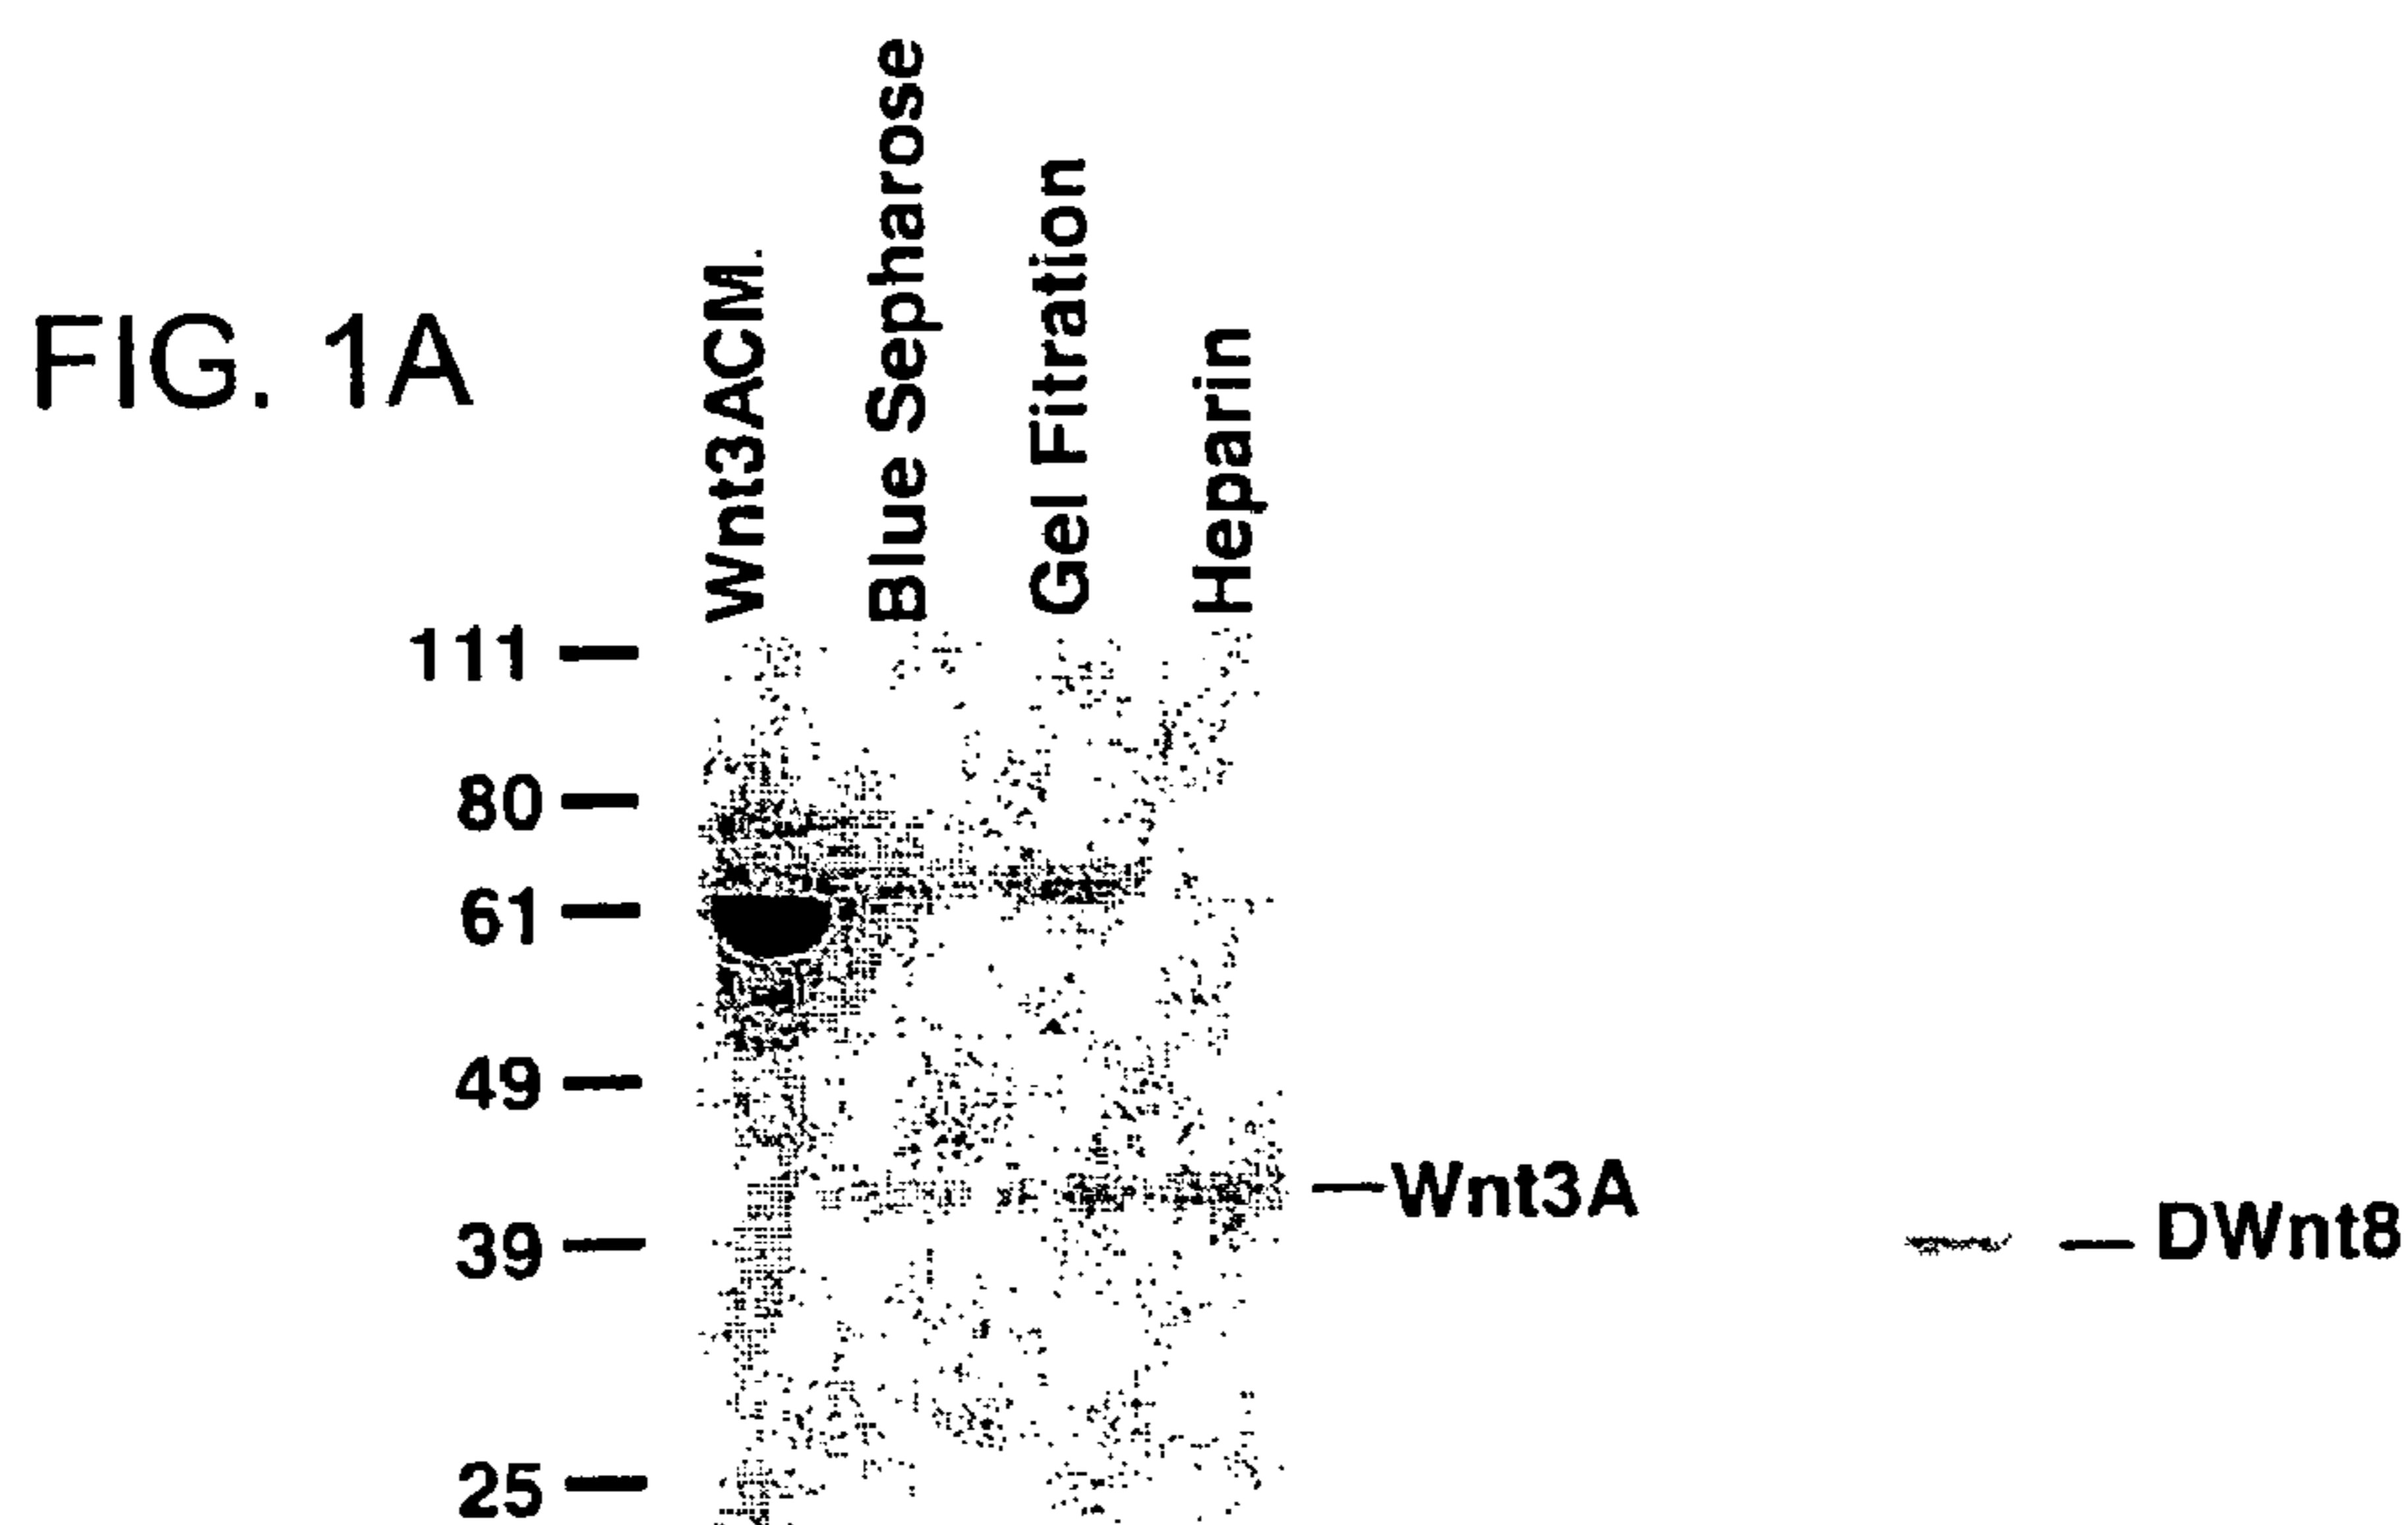 FIG. 1A
Wnt3ACM.
Blue Sepharose
Gel Fitration
Heparin
111
80
61
49
39
25
Wnt3A
DWnt8